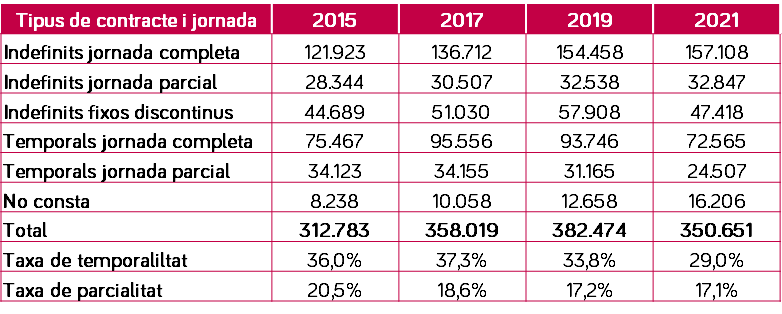 Tipus de contracte i jornada 2015 2017 2019 2021
Indefinits jornada completa 121.923 136.712 154.458 157.108
Indefinits jornada parcial 28.344 30.507 32.538 32.847
Indefinits fixos discontinus 44.689 51.030 57.908 47.418
Temporals jornada completa 75.467 95.556 93.746 72.565
Temporals jornada parcial 34.123 34.155 31.165 24.507
No consta 8.238 10.058 12.658 16.206
Total 312.783 358.019 382.474 350.651
Taxa de temporaliltat 36,0% 37,3% 33,8% 29,0%
Taxa de parcialitat 20,5% 18,6% 17,2% 17,1%